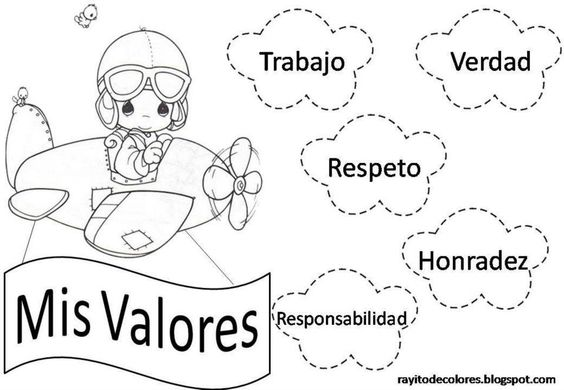 Trabajo
Verdad
Respeto
Honradez
Responsabilidad
Mis Valores
rayitodecolores.blogspot.com